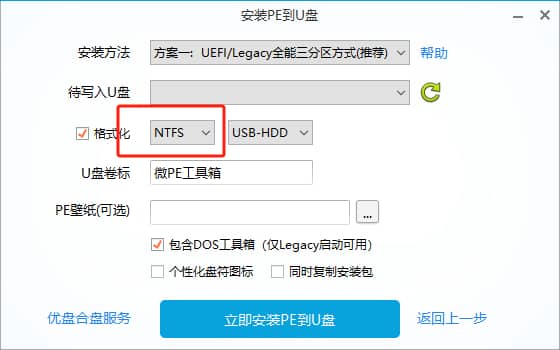 安装PE到U盘
安装方法 方案一：UEFI/Legacy全能三分区方式(推荐) 帮助
待写入U盘
格式化 NTFS USB-HDD
U盘卷标 微PE工具箱
PE壁纸(可选) ...
包含DOS工具箱（仅Legacy启动可用）
个性化盘符图标 同时复制安装包
优盘合盘服务 立即安装PE到U盘 返回上一步